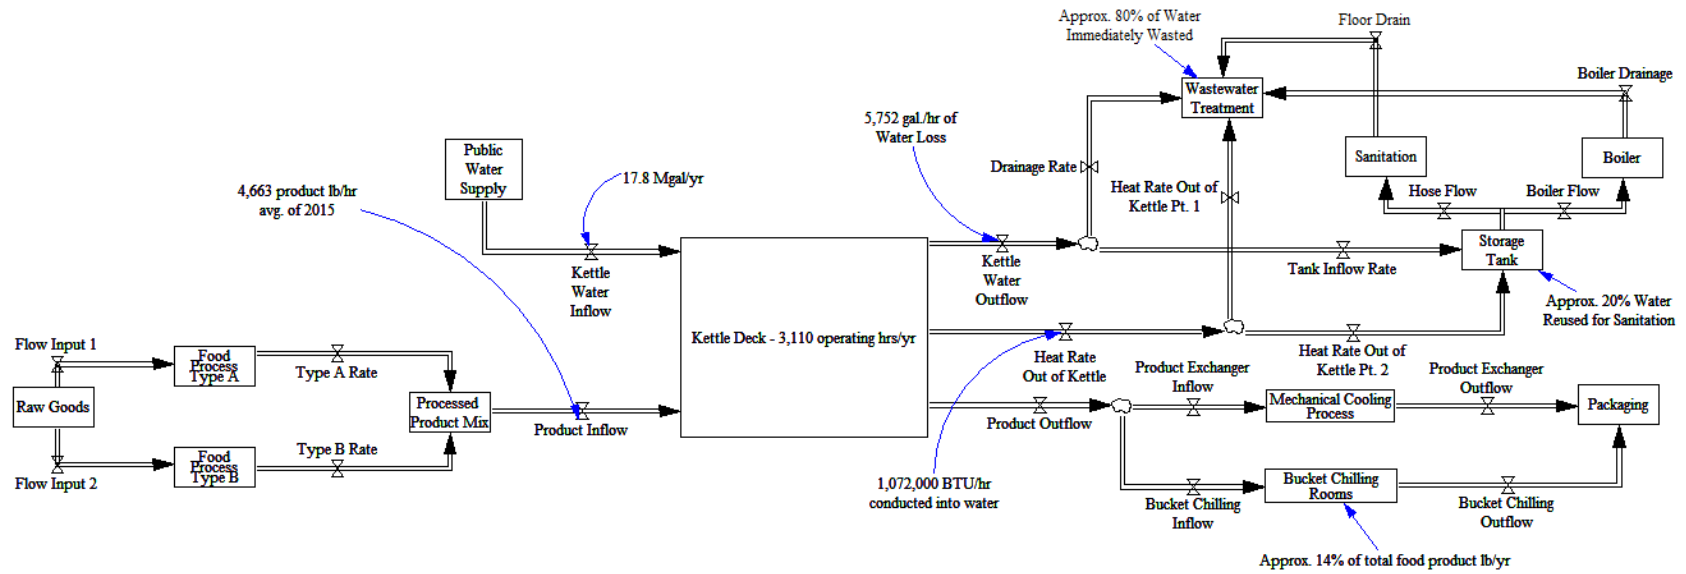 Approx. 80% of Water
Immediately Wasted
Floor Drain
Boiler Drainage
Wastewater
Treatment
5,752 gal./hr of
Water Loss
Public
Water
Supply
Sanitation
Boiler
Drainage Rate
4,663 product lb/hr
avg. of 2015
17.8 Mgal/yr
Heat Rate Out of
Kettle Pt. 1
Hose Flow
Boiler Flow
Storage
Tank
Kettle
Water
Inflow
Kettle
Water
Outflow
Tank Inflow Rate
Approx. 20% Water
Reused for Sanitation
Kettle Deck - 3,110 operating hrs/yr
Flow Input 1
Food
Process
Type A
Type A Rate
Heat Rate
Out of Kettle
Heat Rate Out of
Kettle Pt. 2
Product Exchanger
Inflow
Product Exchanger
Outflow
Raw Goods
Processed
Product Mix
Product Inflow
Product Outflow
Mechanical Cooling
Process
Packaging
Type B Rate
Food
Process
Type B
Flow Input 2
1,072,000 BTU/hr
conducted into water
Bucket Chilling
Rooms
Bucket Chilling
Inflow
Bucket Chilling
Outflow
Approx. 14% of total food product lb/yr